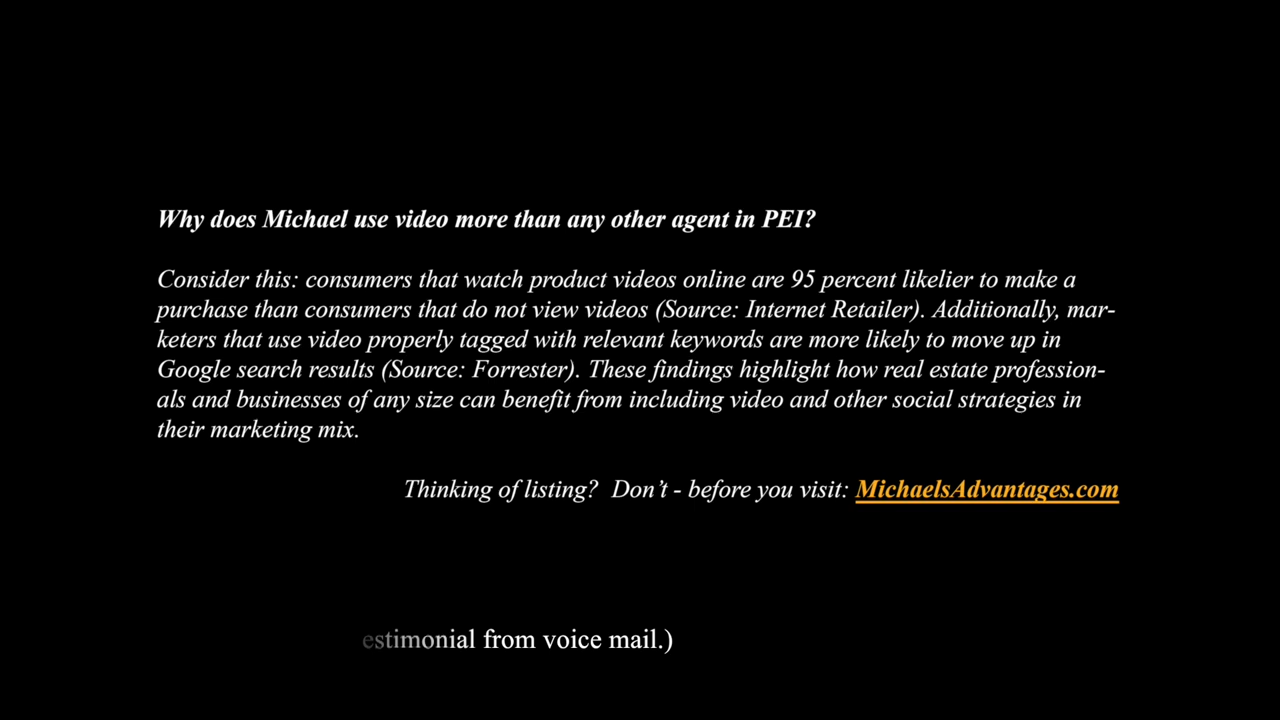 Why does Michael use video more than any other agent in PEI?
Consider this: consumers that watch product videos online are 95 percent likelier to make a
purchase than consumers that do not view videos (Source: Internet Retailer). Additionally, mar-
keters that use video properly tagged with relevant keywords are more likely to move up in
Google search results (Source: Forrester). These findings highlight how real estate profession-
als and businesses of any size can benefit from including video and other social strategies in
their marketing mix.
Thinking of listing?  Don’t - before you visit: MichaelsAdvantages.com
estimonial from voice mail.)